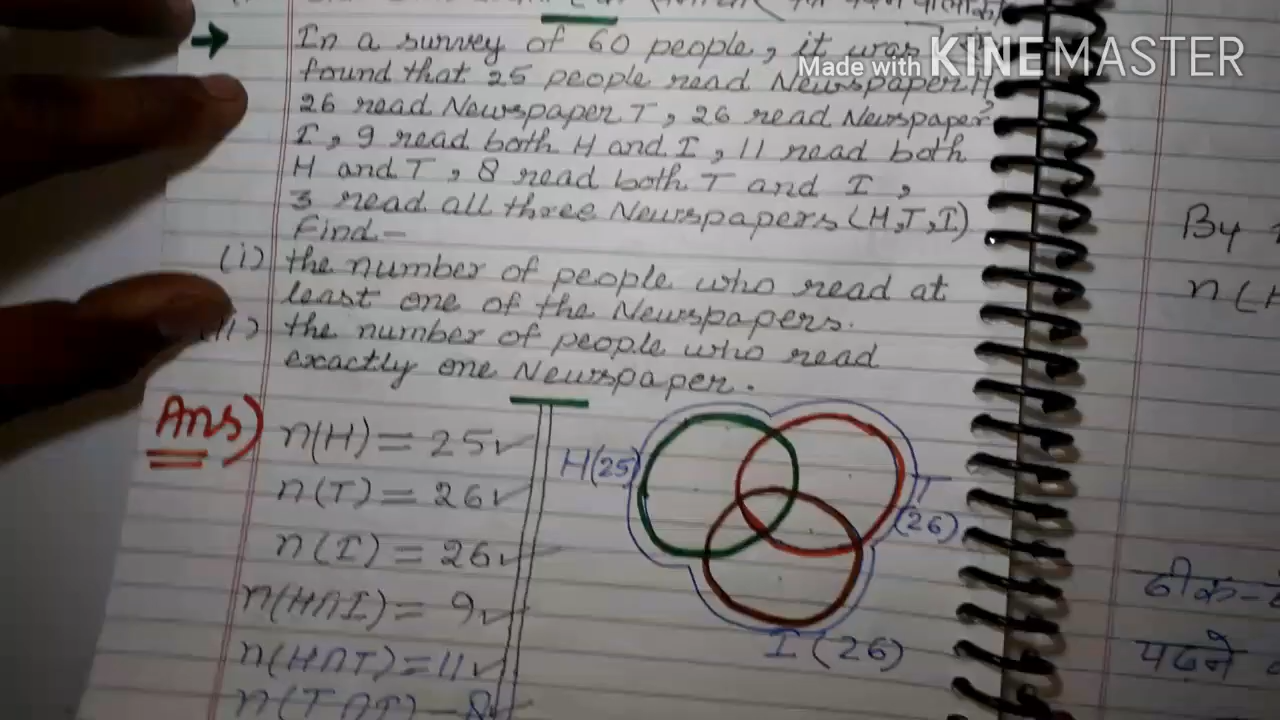 ➔ In a survey of 60 people, it was
Made with KINEMASTER
found that 25 people read Newspaper H,
26 read Newspaper T, 26 read Newspaper
I, 9 read both H and I, 11 read both
H and T, 8 read both T and I,
3 read all three Newspapers (H,T,I)
Find-
(i) the number of people who read at
least one of the Newspapers.
the number of people who read
exactly one Newspaper.
Ans)
n(H) = 25✓
n(T) = 26✓
n(I) = 26✓
n(H∩I) = 9✓
n(H∩T) = 11✓
n(T∩I) = 8✓
H(25)
T
(26)
I (26)
By
n(H
ठीक-
पढ़ने